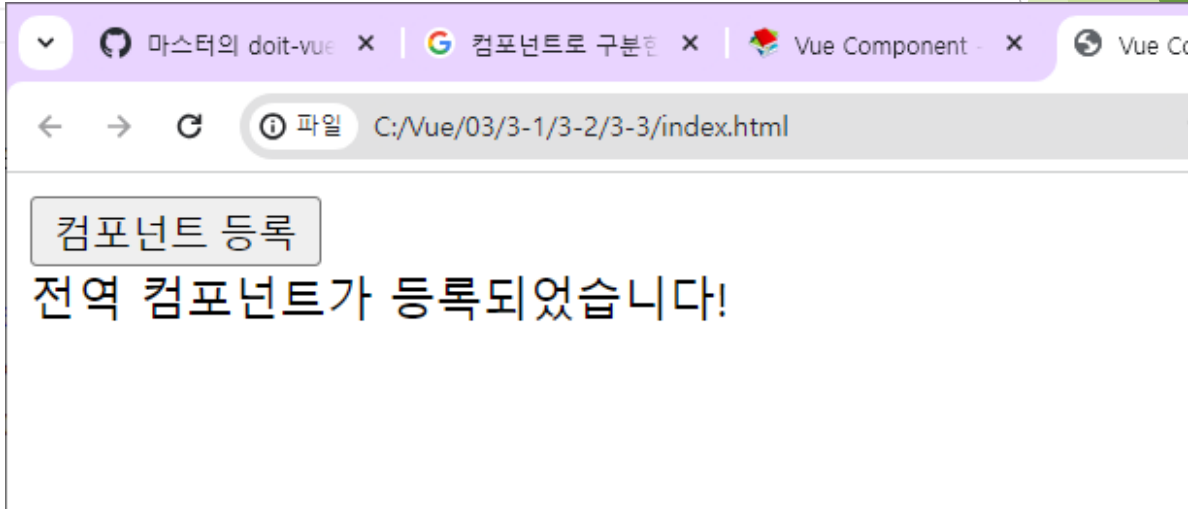 마스터의 doit-vue
컴포넌트로 구분한
Vue Component -
Vue Co
파일 C:/Vue/03/3-1/3-2/3-3/index.html
컴포넌트 등록
전역 컴포넌트가 등록되었습니다!